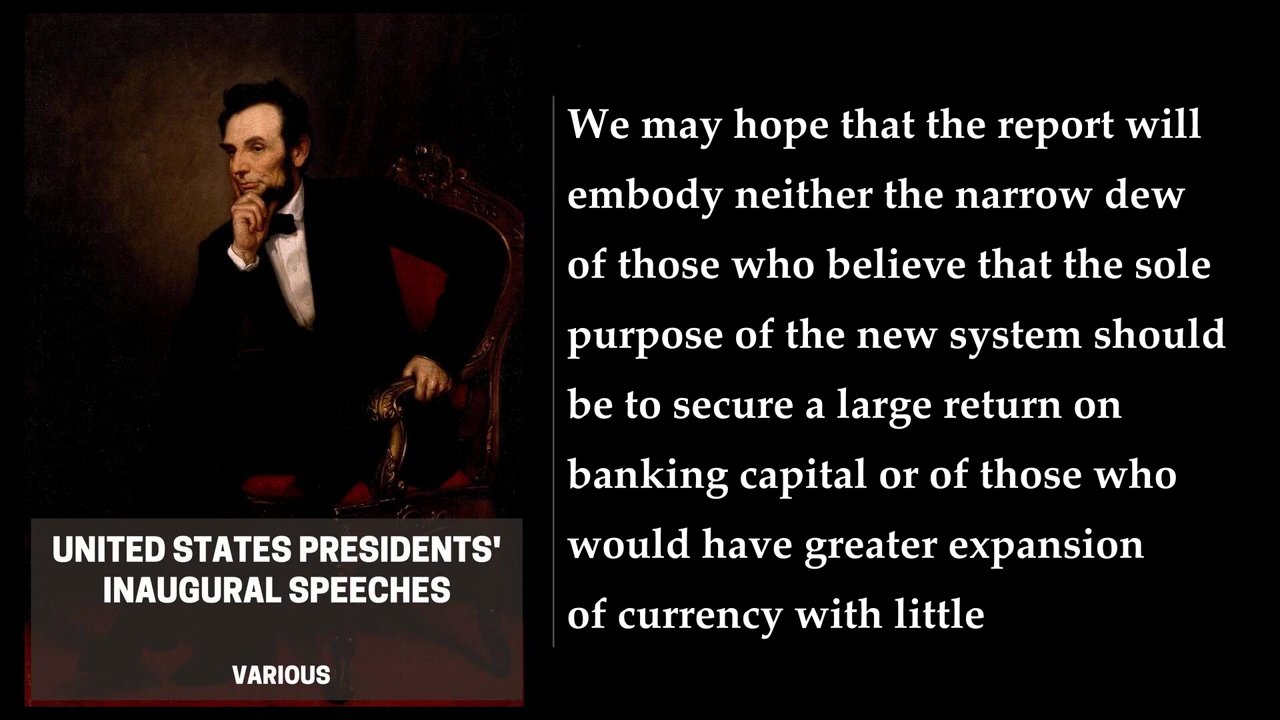 We may hope that the report will
embody neither the narrow dew
of those who believe that the sole
purpose of the new system should
be to secure a large return on
banking capital or of those who
would have greater expansion
of currency with little
UNITED STATES PRESIDENTS'
INAUGURAL SPEECHES
VARIOUS